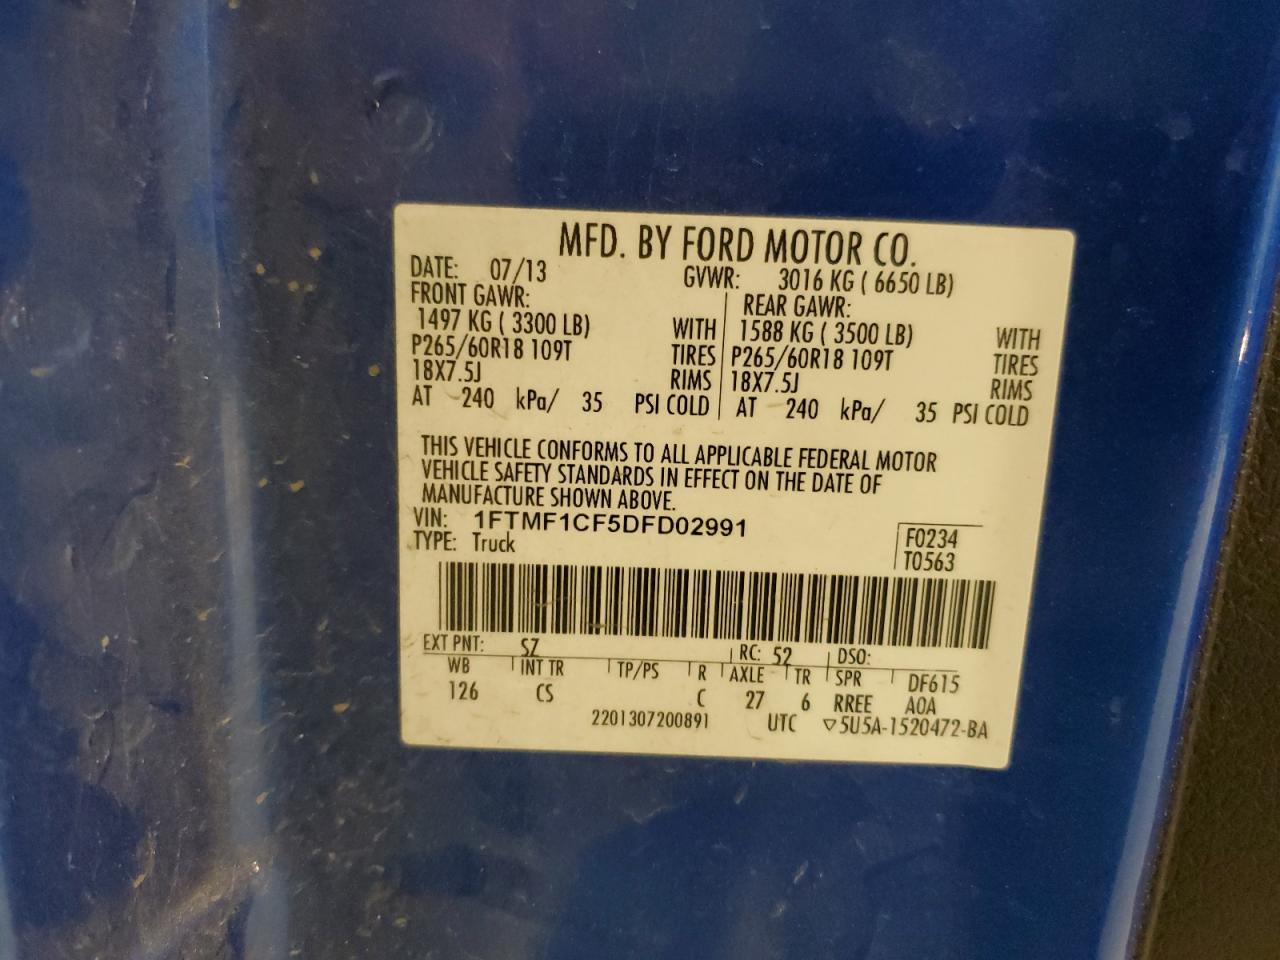 MFD. BY FORD MOTOR CO.
DATE: 07/13 GVWR: 3016 KG ( 6650 LB)
FRONT GAWR: REAR GAWR:
1497 KG ( 3300 LB) WITH 1588 KG ( 3500 LB) WITH
P265/60R18 109T TIRES P265/60R18 109T TIRES
18X7.5J RIMS 18X7.5J RIMS
AT 240 kPa/ 35 PSI COLD AT 240 kPa/ 35 PSI COLD
THIS VEHICLE CONFORMS TO ALL APPLICABLE FEDERAL MOTOR
VEHICLE SAFETY STANDARDS IN EFFECT ON THE DATE OF
MANUFACTURE SHOWN ABOVE.
VIN: 1FTMF1CF5DFD02991
TYPE: Truck
F0234
T0563
EXT PNT: SZ RC: 52 DSO:
WB INT TR TP/PS R AXLE TR SPR DF615
126 CS C 27 6 RREE A0A
2201307200891 UTC ▽5U5A-1520472-BA